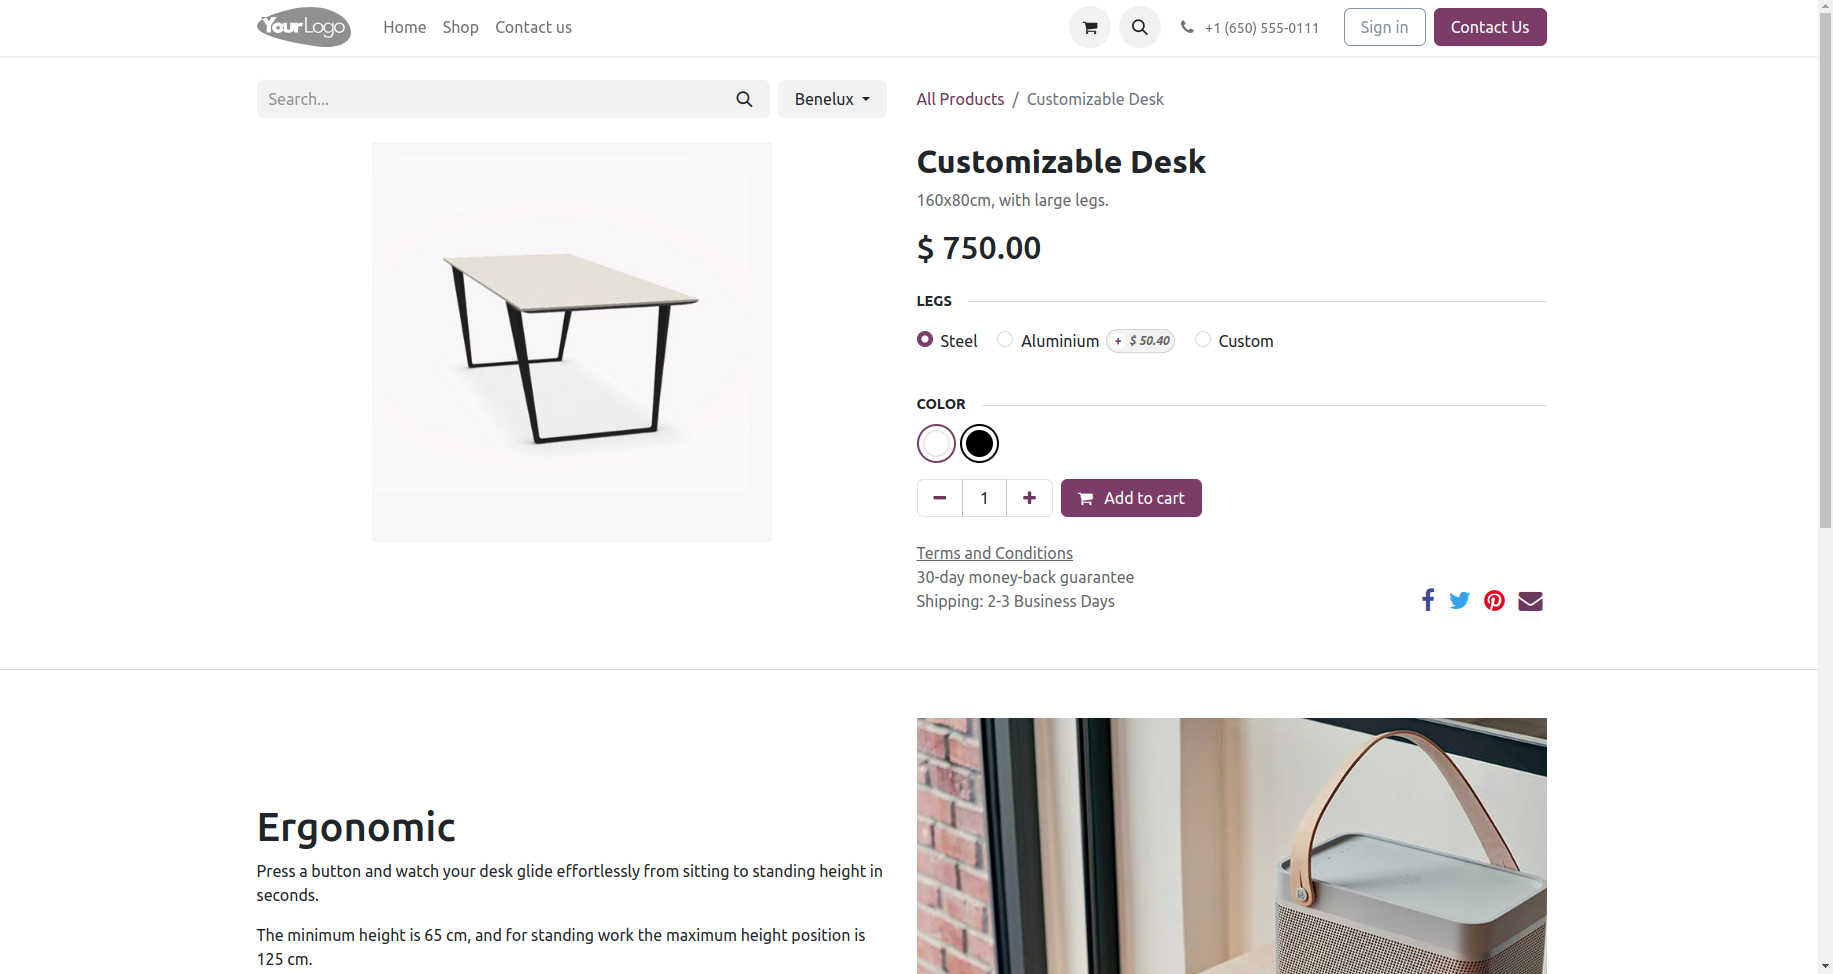 YourLogo
Home Shop Contact us
+1 (650) 555-0111
Sign in
Contact Us
Search...
Benelux
All Products / Customizable Desk
Customizable Desk
160x80cm, with large legs.
$ 750.00
LEGS
Steel Aluminium + $ 50.40 Custom
COLOR
1
Add to cart
Terms and Conditions
30-day money-back guarantee
Shipping: 2-3 Business Days
Ergonomic
Press a button and watch your desk glide effortlessly from sitting to standing height in
seconds.
The minimum height is 65 cm, and for standing work the maximum height position is
125 cm.